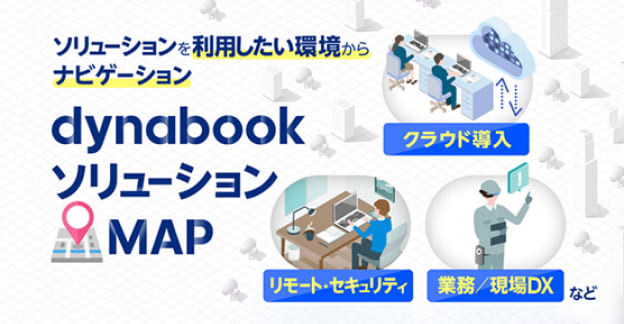 ソリューションを利用したい環境から
ナビゲーション
dynabook
ソリューション
MAP
クラウド導入
リモート・セキュリティ
業務／現場DX
など